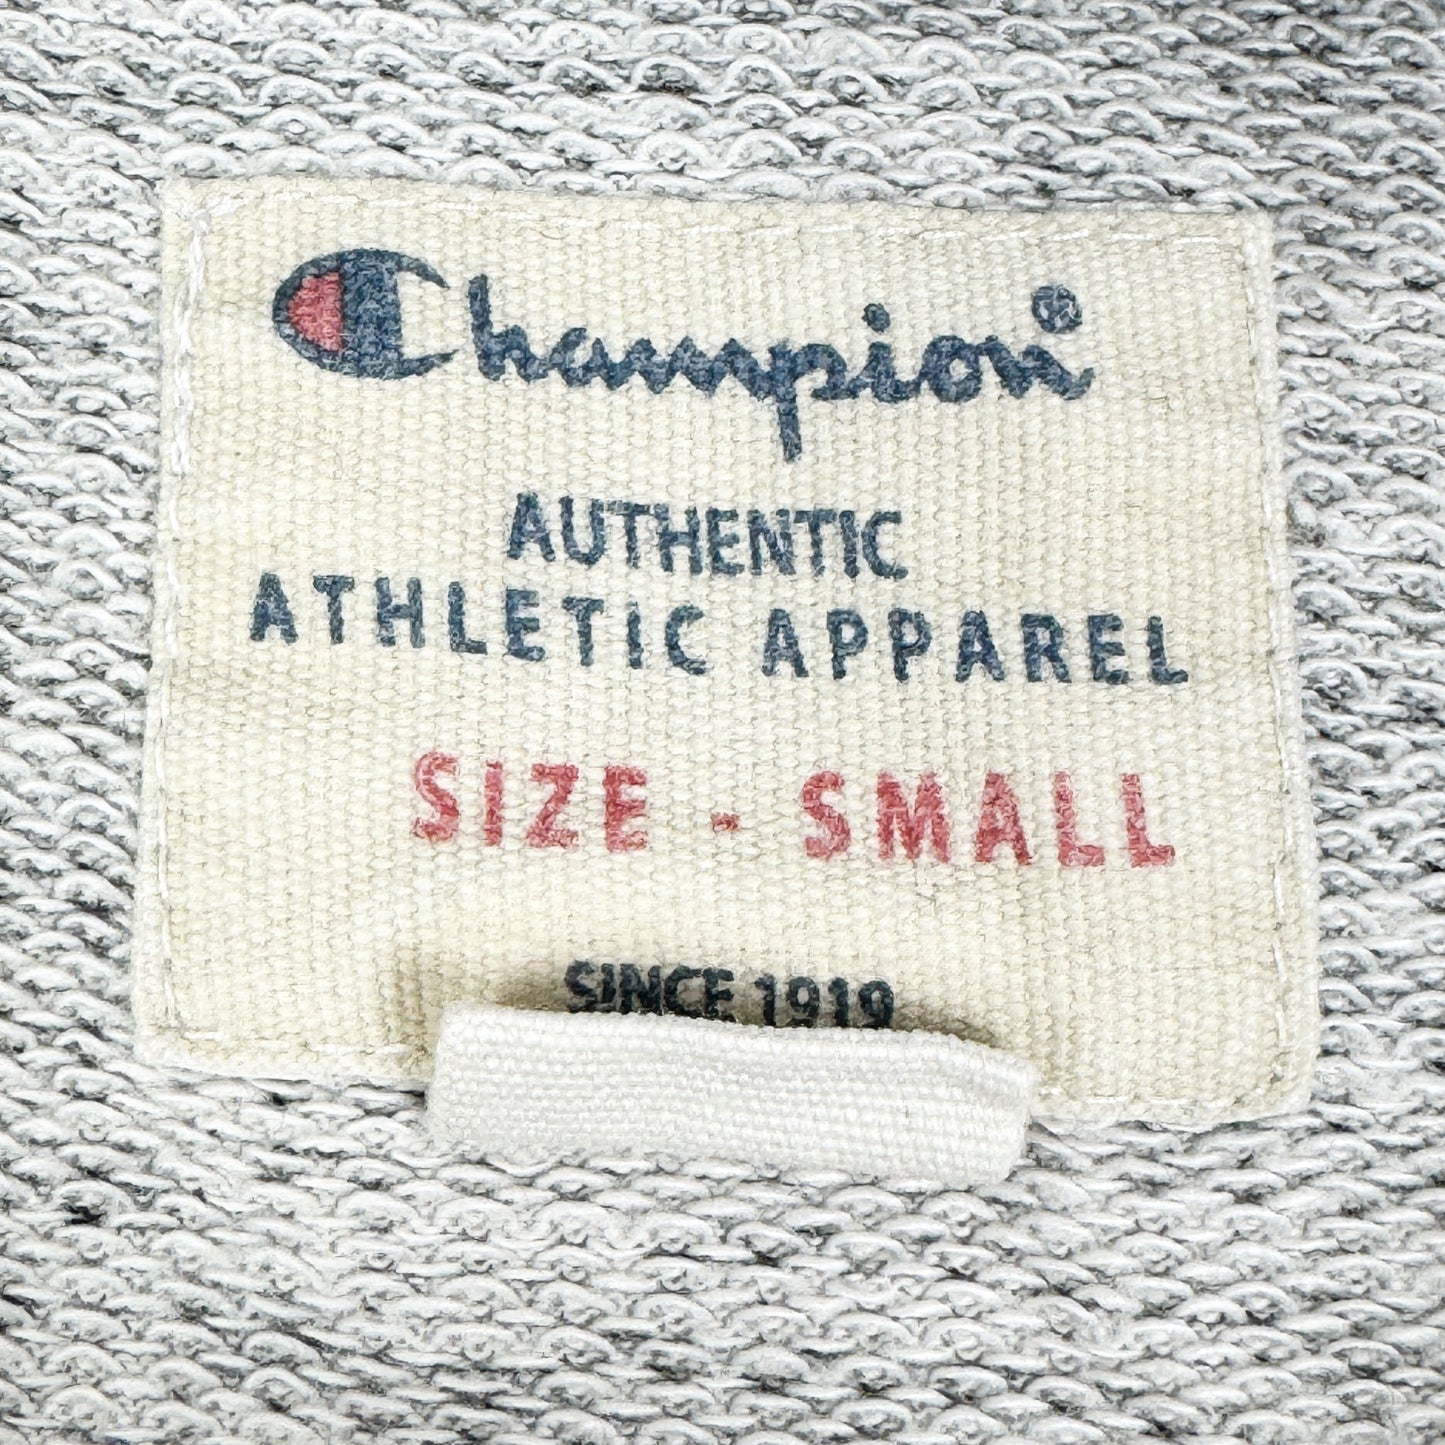 Champion®
AUTHENTIC
ATHLETIC APPAREL
SIZE - SMALL
SINCE 1919